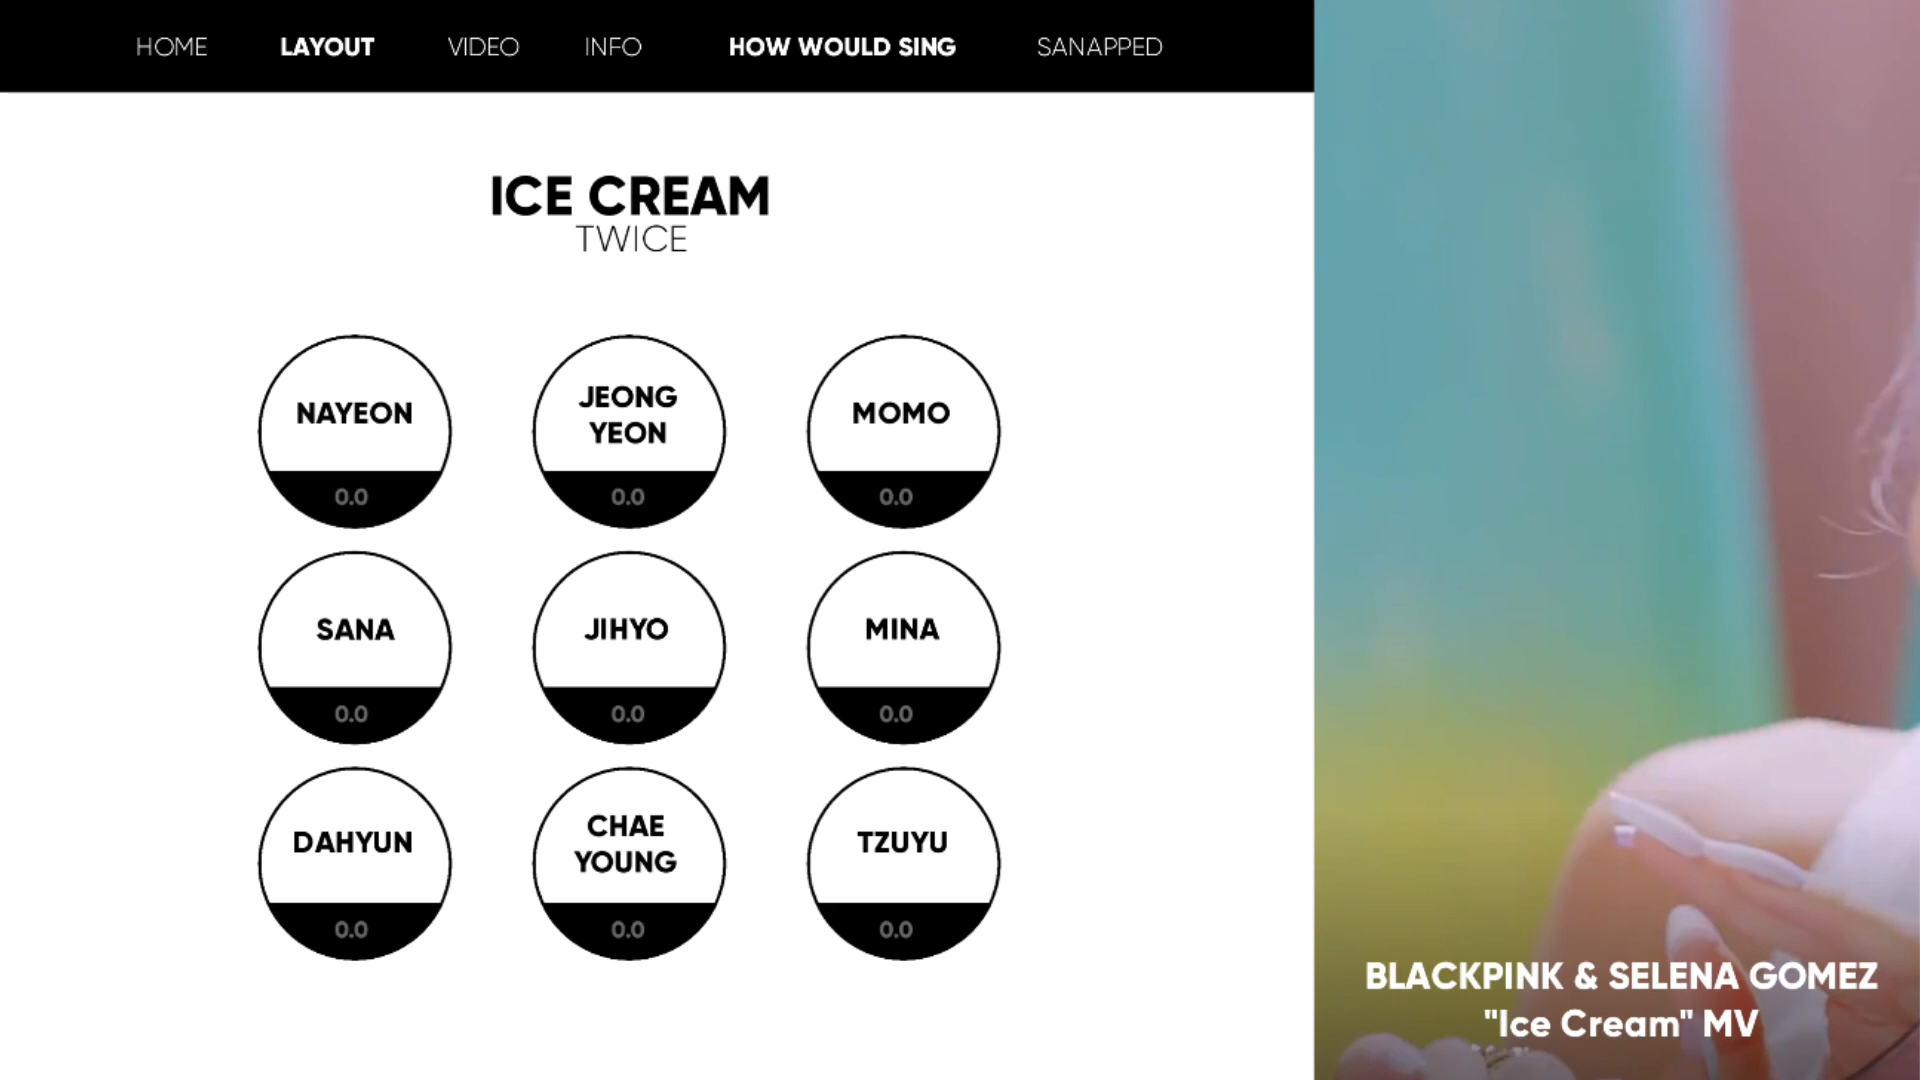 HOME LAYOUT VIDEO INFO HOW WOULD SING SANAPPED
ICE CREAM
TWICE
NAYEON
0.0
JEONG
YEON
0.0
MOMO
0.0
SANA
0.0
JIHYO
0.0
MINA
0.0
DAHYUN
0.0
CHAE
YOUNG
0.0
TZUYU
0.0
BLACKPINK & SELENA GOMEZ
"Ice Cream" MV